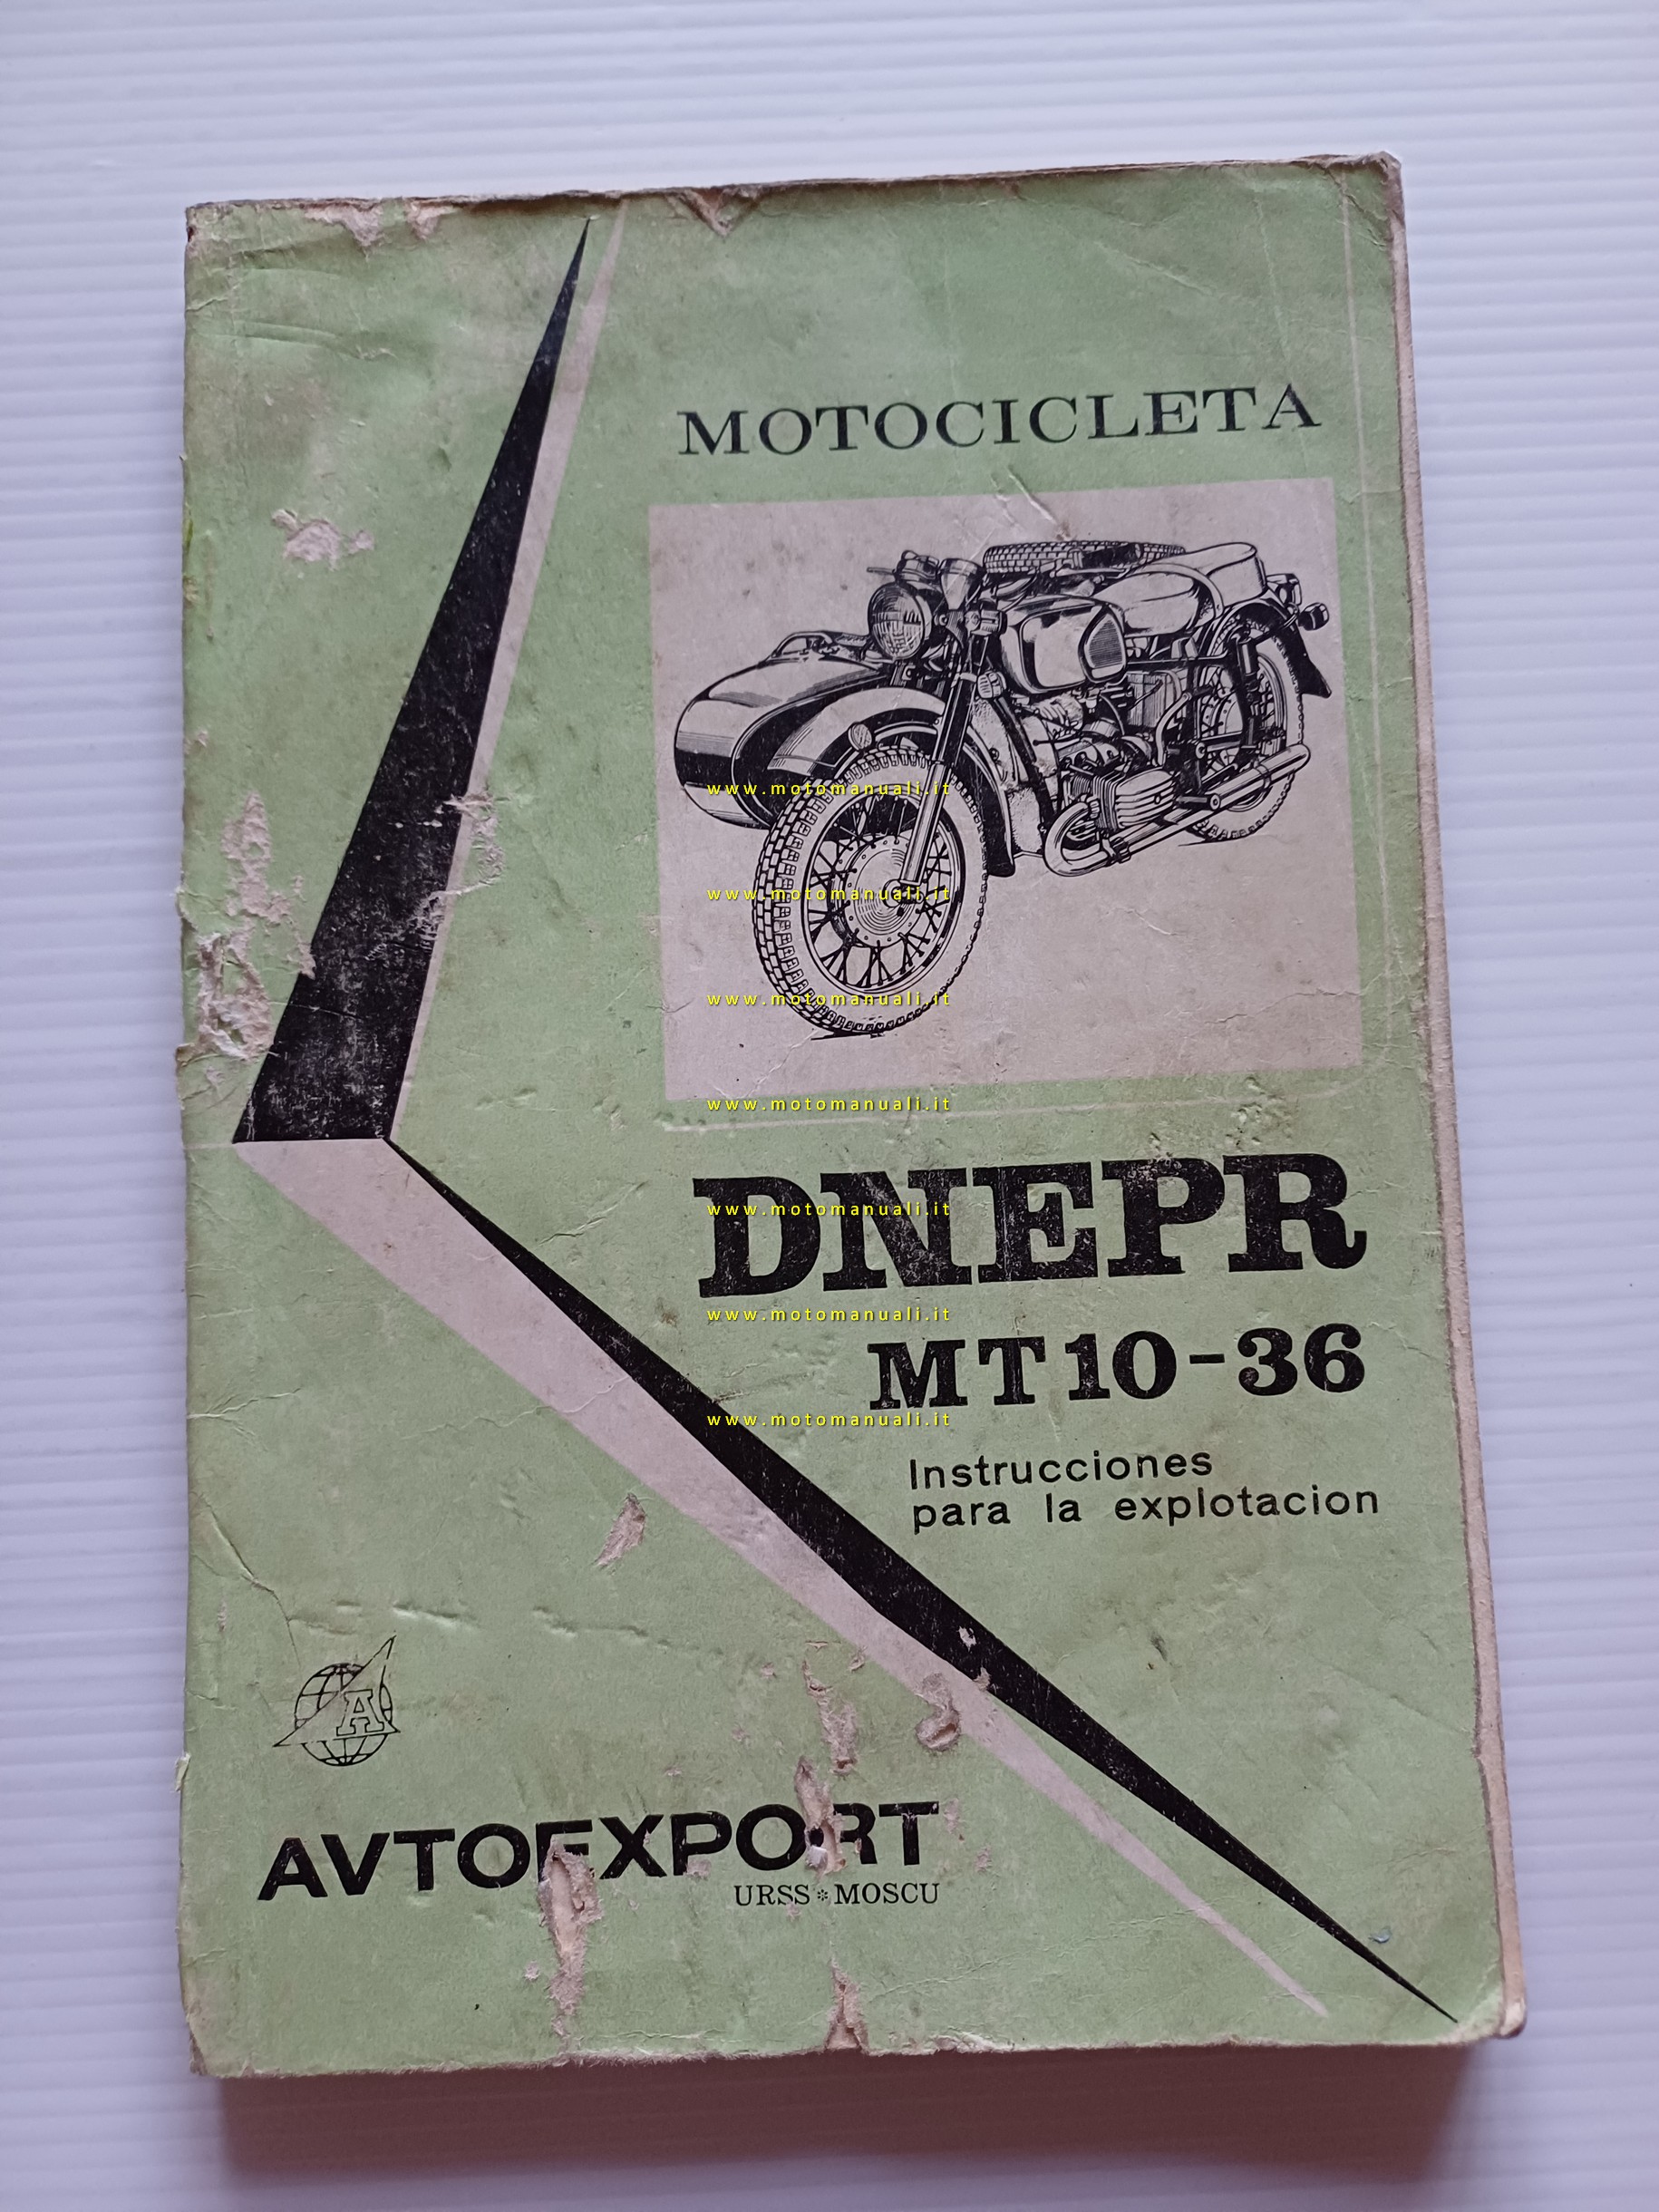 MOTOCICLETA
www.motomanuali.it
www.motomanuali.it
www.motomanuali.it
www.motomanuali.it
DNEPR
www.motomanuali.it
www.motomanuali.it
MT10-36
www.motomanuali.it
Instrucciones
para la explotacion
A
AVTOEXPORT
URSS * MOSCU